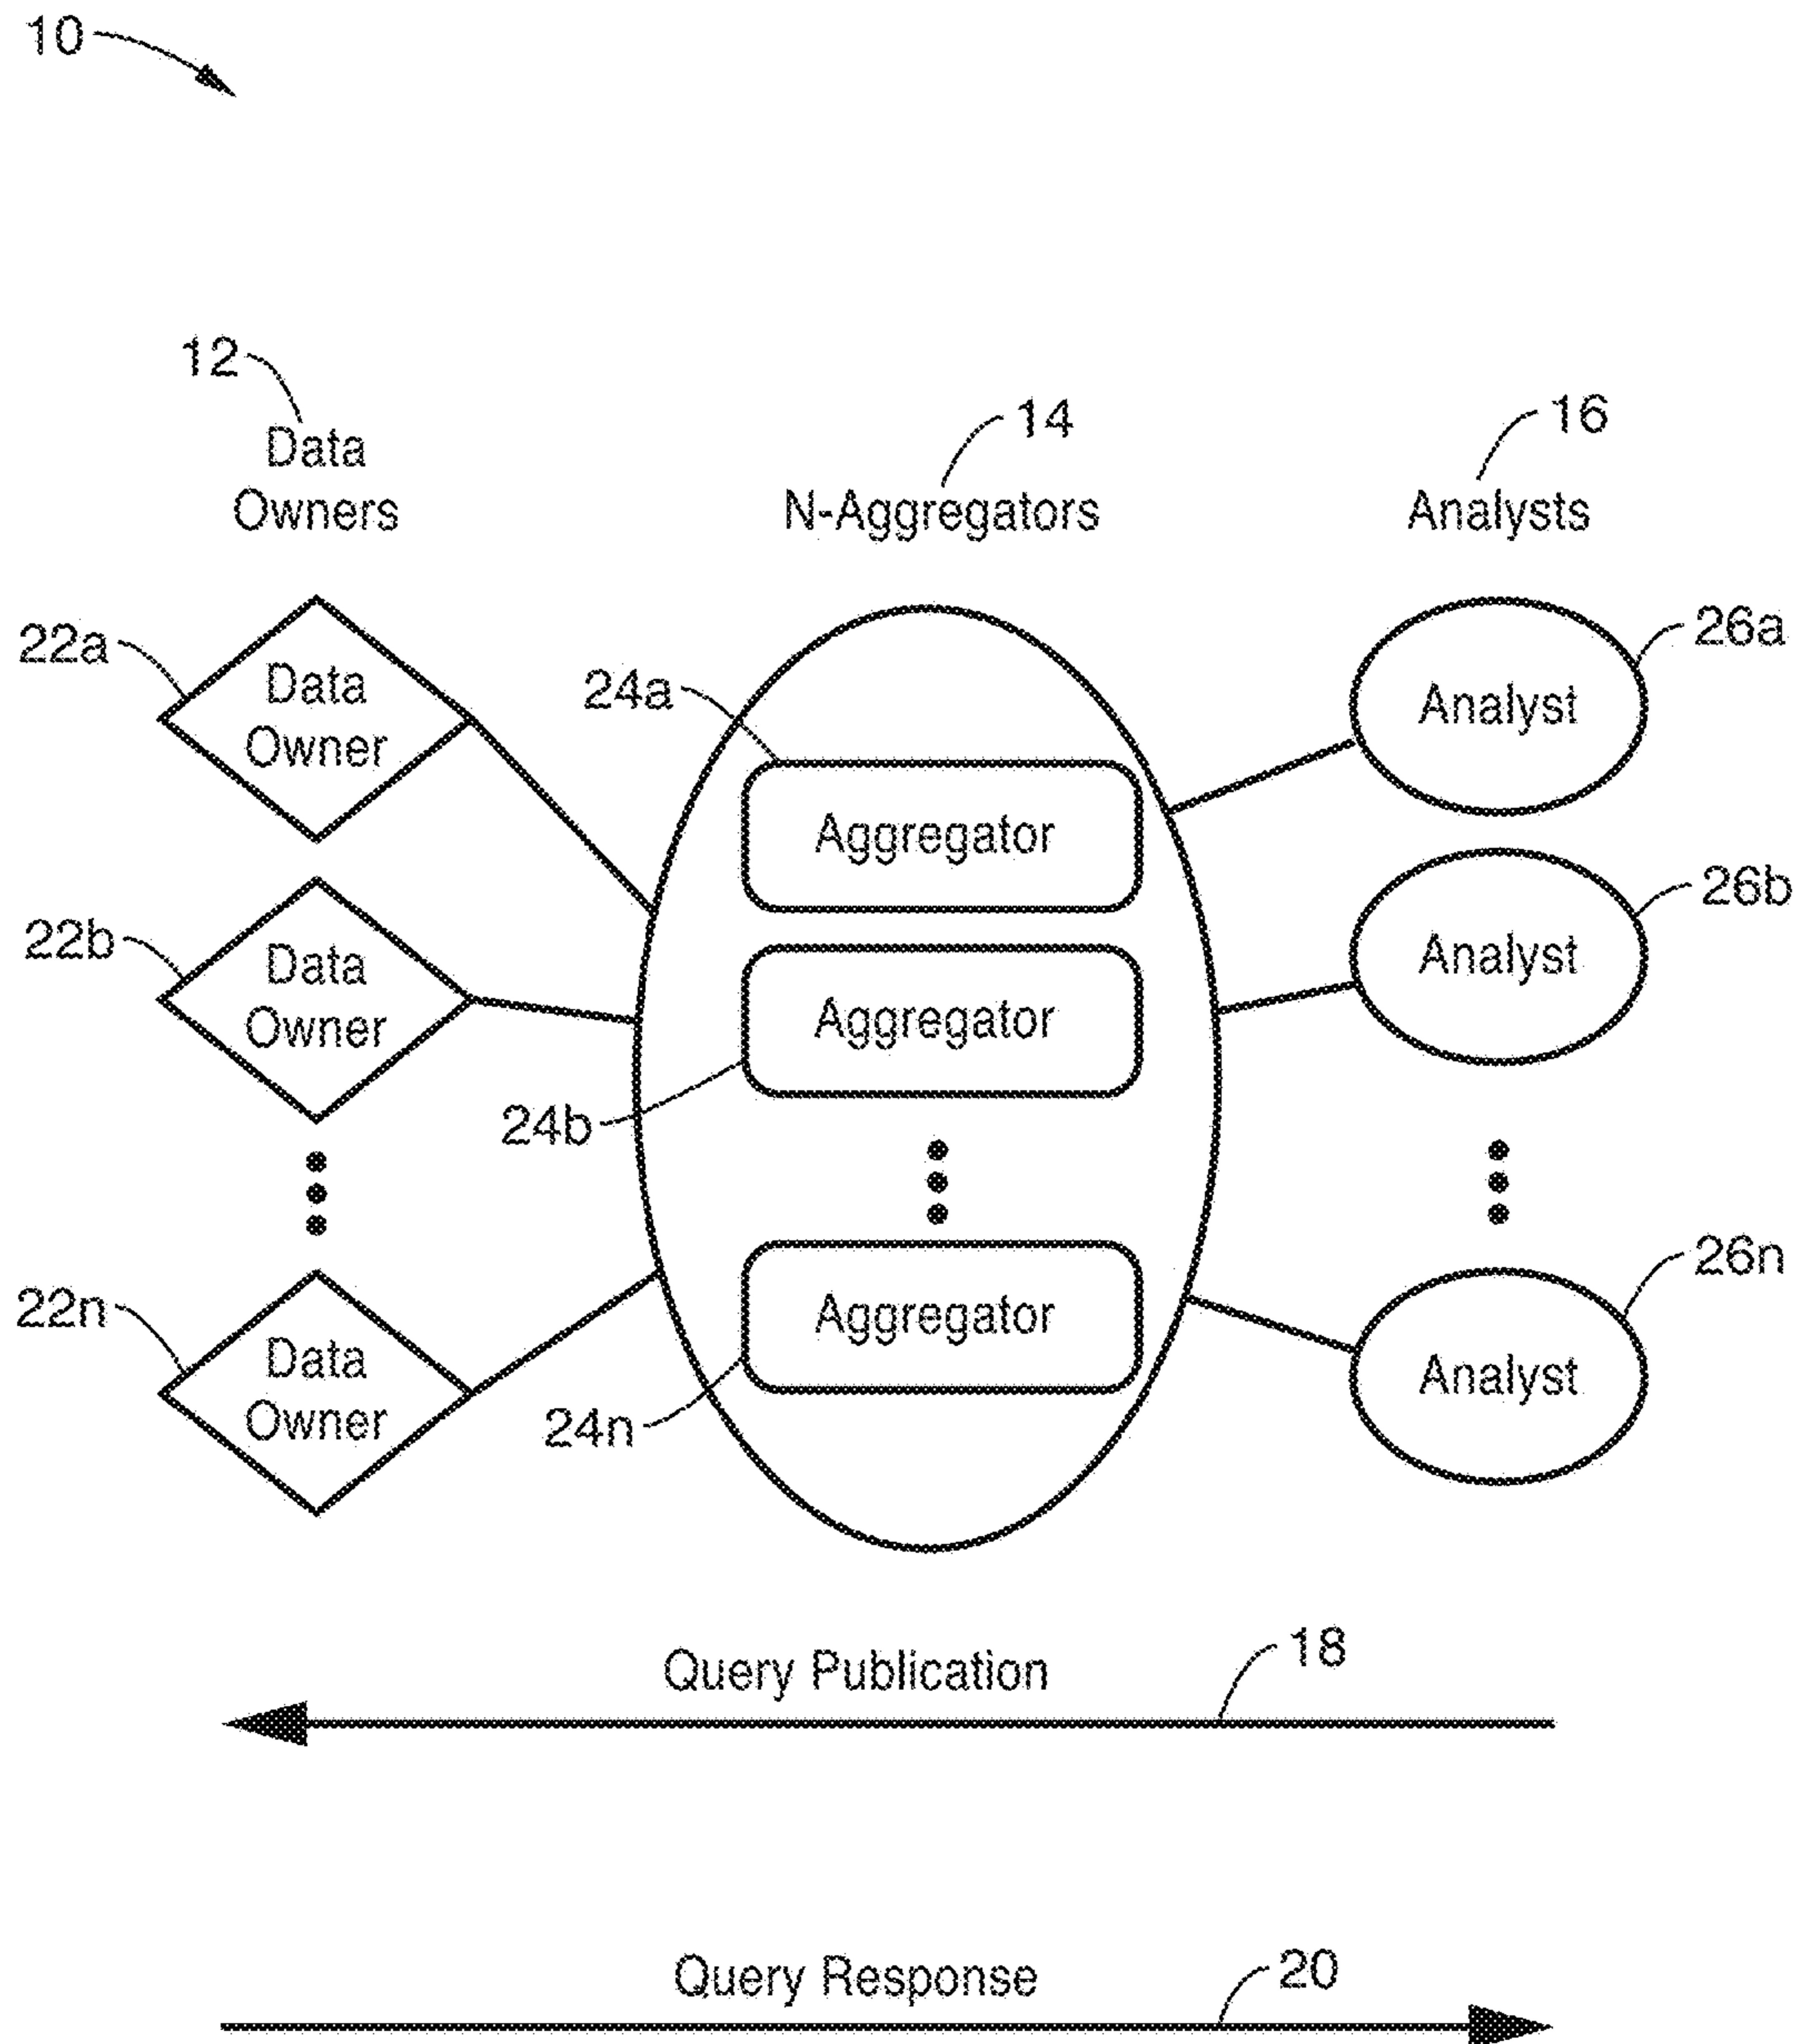 10
12
Data
Owners
14
N-Aggregators
16
Analysts
22a
Data
Owner
24a
Aggregator
26a
Analyst
22b
Data
Owner
24b
Aggregator
26b
Analyst
22n
Data
Owner
24n
Aggregator
26n
Analyst
Query Publication
18
Query Response
20